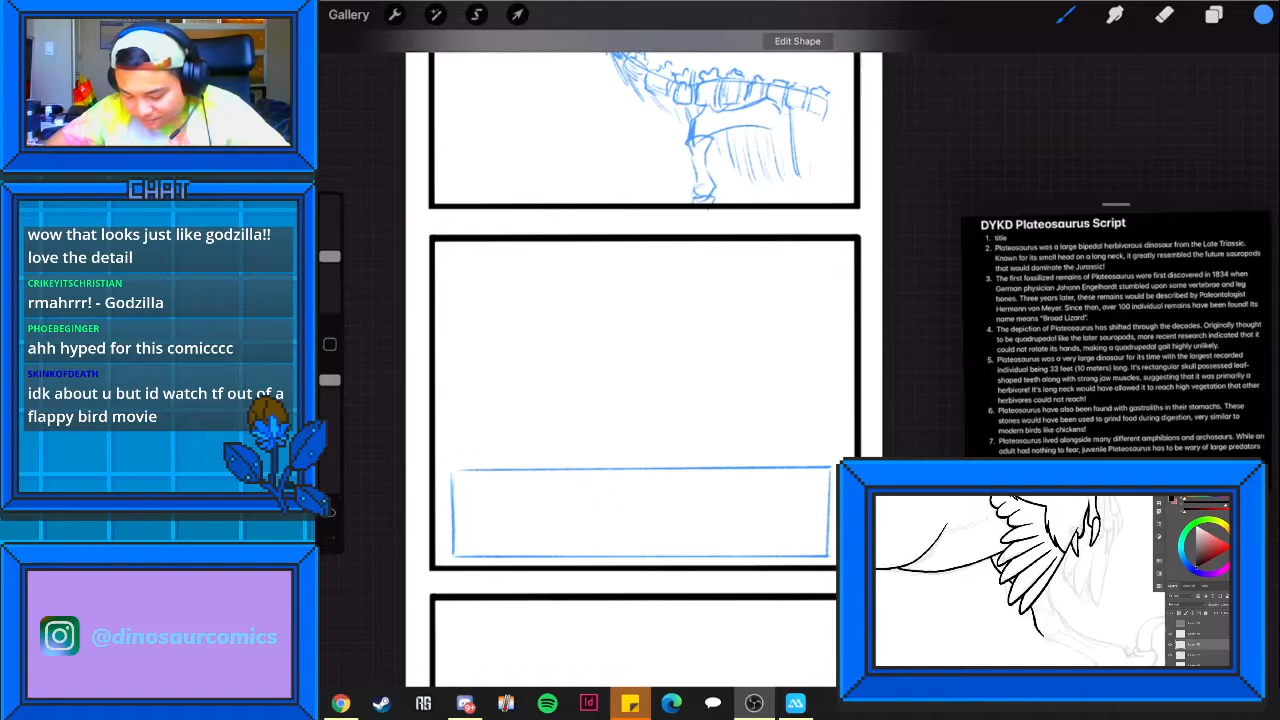 Gallery
Edit Shape
CHAT
wow that looks just like godzilla!!
love the detail
CRIKEYITSCHRISTIAN
rmahrrr! - Godzilla
PHOEBEGINGER
ahh hyped for this comicccc
SKINKOFDEATH
idk about u but id watch tf out of a
flappy bird movie
@dinosaurcomics
DYKD Plateosaurus Script
1. title
2. Plateosaurus was a large bipedal herbivorous dinosaur from the Late Triassic.
Known for its small head on a long neck, it greatly resembled the future sauropods
that would dominate the Jurassic!
3. The first fossilized remains of Plateosaurus were first discovered in 1834 when
German physician Johann Engelhardt stumbled upon some vertebrae and leg
bones. Three years later, these remains would be described by Paleontologist
Hermann von Meyer. Since then, over 100 individual remains have been found! Its
name means "Broad Lizard".
4. The depiction of Plateosaurus has shifted through the decades. Originally thought
to be quadrupedal like the later sauropods, more recent research indicated that it
could not rotate its hands, making a quadrupedal gait highly unlikely.
5. Plateosaurus was a very large dinosaur for its time with the largest recorded
individual being 33 feet (10 meters) long. It's rectangular skull possessed leaf-
shaped teeth along with strong jaw muscles, suggesting that it was primarily a
herbivore! It's long neck would have allowed it to reach high vegetation that other
herbivores could not reach!
6. Plateosaurus have also been found with gastroliths in their stomachs. These
stones would have been used to grind food during digestion, very similar to
modern birds like chickens!
7. Plateosaurus lived alongside many different amphibians and archosaurs. While an
adult had nothing to fear, juvenile Plateosaurus has to be wary of large predators
Id